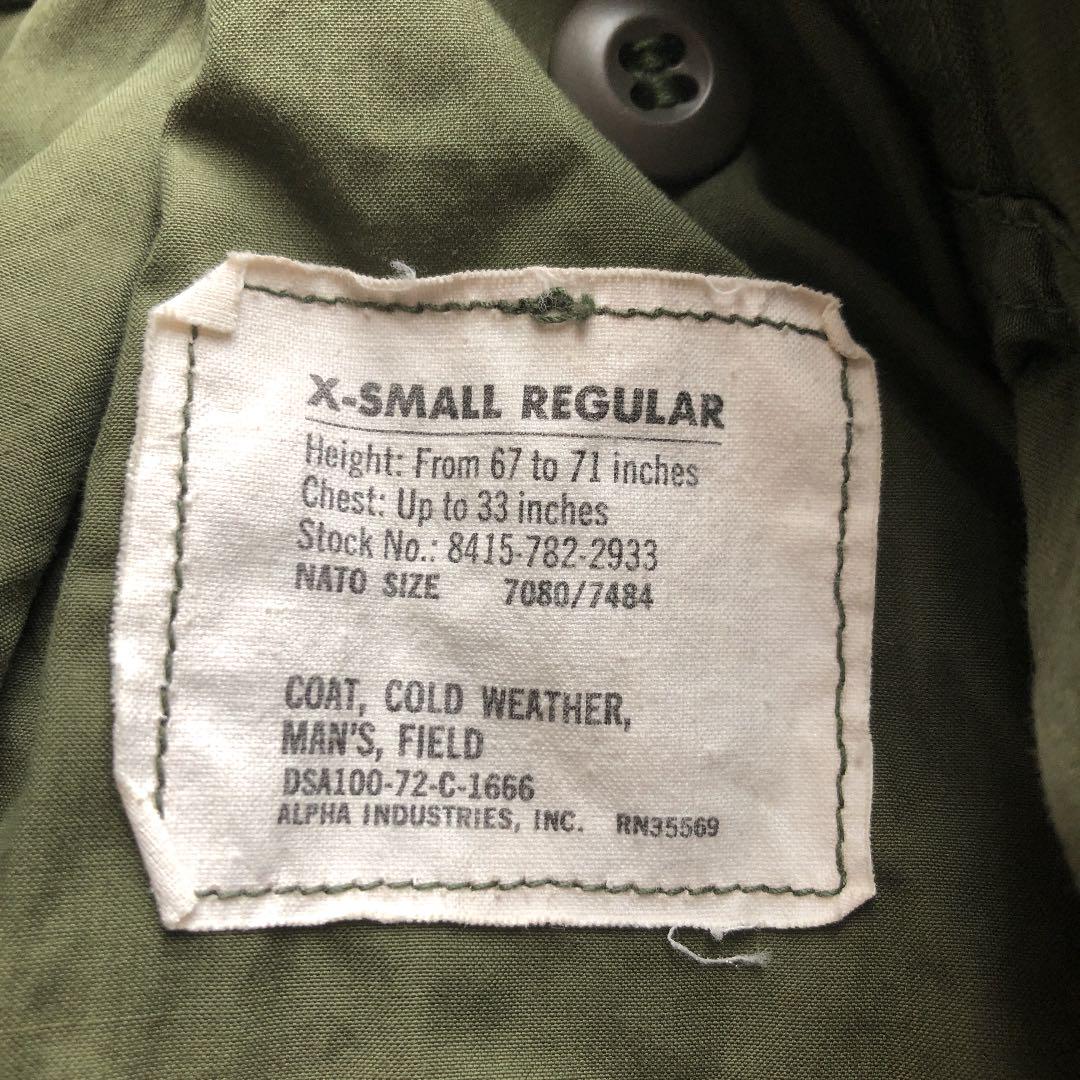 X-SMALL REGULAR
Height: From 67 to 71 inches
Chest: Up to 33 inches
Stock No.: 8415-782-2933
NATO SIZE 7080/7484
COAT, COLD WEATHER,
MAN'S, FIELD
DSA100-72-C-1666
ALPHA INDUSTRIES, INC. RN35569